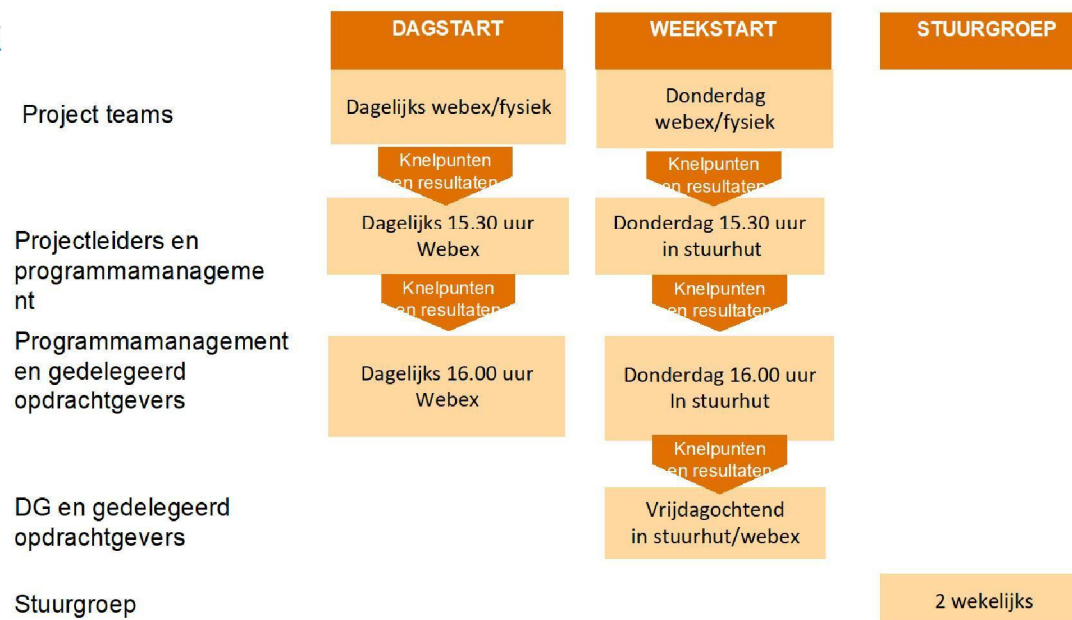 DAGSTART
WEEKSTART
STUURGROEP
Project teams
Dagelijks webex/fysiek
Donderdag
webex/fysiek
Knelpunten
en resultaten
Knelpunten
en resultaten
Projectleiders en
programmamanageme
nt
Dagelijks 15.30 uur
Webex
Donderdag 15.30 uur
in stuurhut
Knelpunten
en resultaten
Knelpunten
en resultaten
Programmamanagement
en gedelegeerd
opdrachtgevers
Dagelijks 16.00 uur
Webex
Donderdag 16.00 uur
In stuurhut
Knelpunten
en resultaten
DG en gedelegeerd
opdrachtgevers
Vrijdagochtend
in stuurhut/webex
Stuurgroep
2 wekelijks